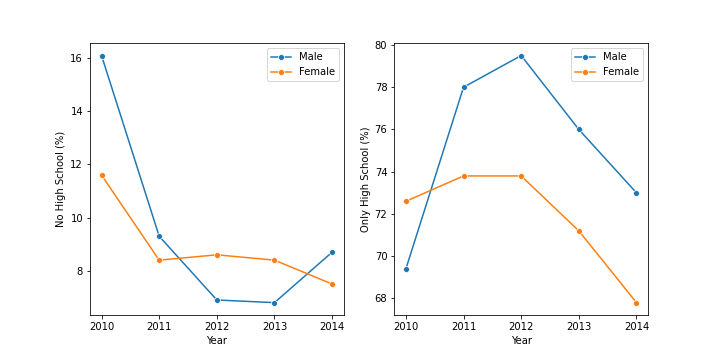 No High School (%)
16
14
12
10
8
Male
Female
2010 2011 2012 2013 2014
Year
Only High School (%)
80
78
76
74
72
70
68
Male
Female
2010 2011 2012 2013 2014
Year